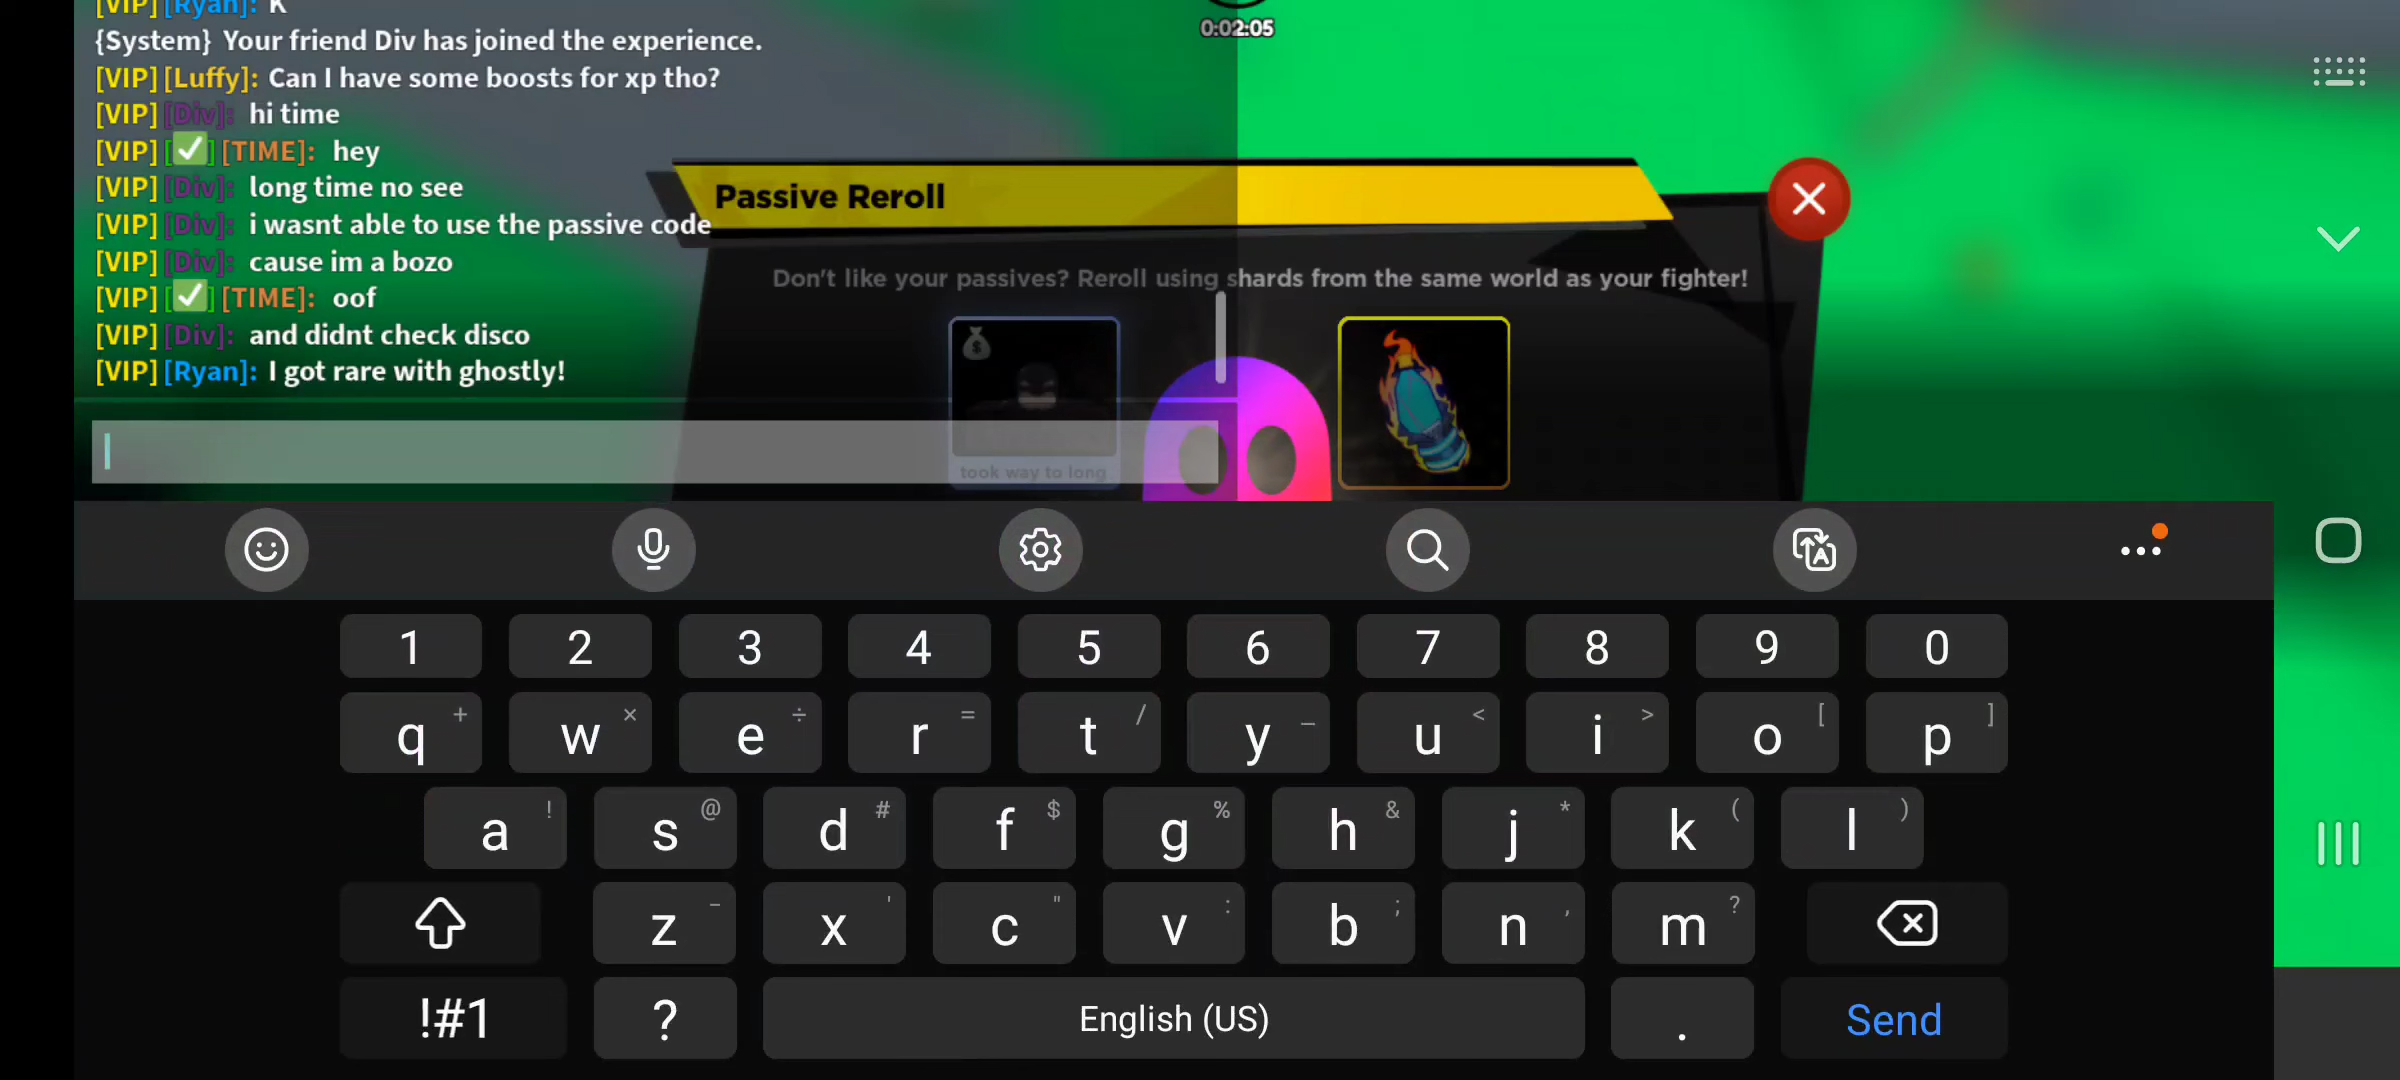 [VIP] [Ryan]: K
{System} Your friend Div has joined the experience.
[VIP] [Luffy]: Can I have some boosts for xp tho?
[VIP] [Div]: hi time
[VIP] [✅] [TIME]: hey
[VIP] [Div]: long time no see
[VIP] [Div]: i wasnt able to use the passive code
[VIP] [Div]: cause im a bozo
[VIP] [✅] [TIME]: oof
[VIP] [Div]: and didnt check disco
[VIP] [Ryan]: I got rare with ghostly!
0:02:05
Passive Reroll
Don't like your passives? Reroll using shards from the same world as your fighter!
took way to long
1 2 3 4 5 6 7 8 9 0
q + w × e ÷ r = t / y _ u < i > o [ p ]
a ! s @ d # f $ g % h & j * k ( l )
z - x ' c " v : b ; n , m ?
!#1 ? English (US) . Send